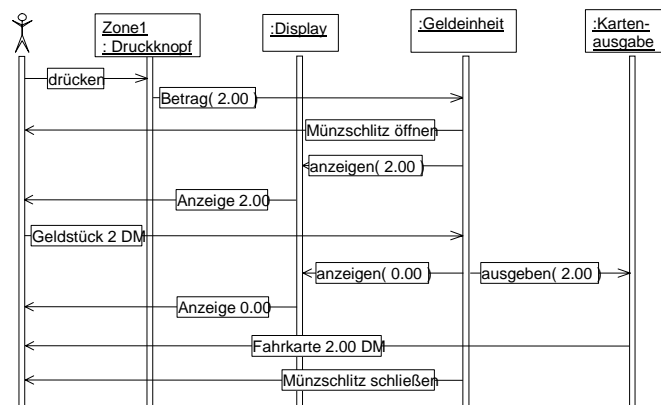 Zone1
: Druckknopf
:Display
:Geldeinheit
:Karten-
ausgabe
drücken
Betrag( 2.00 )
Münzschlitz öffnen
anzeigen( 2.00 )
Anzeige 2.00
Geldstück 2 DM
anzeigen( 0.00 )
ausgeben( 2.00 )
Anzeige 0.00
Fahrkarte 2.00 DM
Münzschlitz schließen